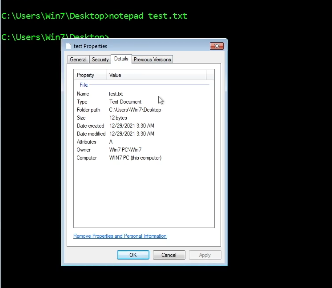 C:\Users\Win7\Desktop>notepad test.txt
C:\Users\Win7\Desktop>
test Properties
General Security Details Previous Versions
Property Value
File
Name test.txt
Type Text Document
Folder path C:\Users\Win7\Desktop
Size 12 bytes
Date created 12/29/2021 3:30 AM
Date modified 12/29/2021 3:30 AM
Attributes A
Owner Win7-PC\Win7
Computer WIN7-PC (this computer)
Remove Properties and Personal Information
OK Cancel Apply